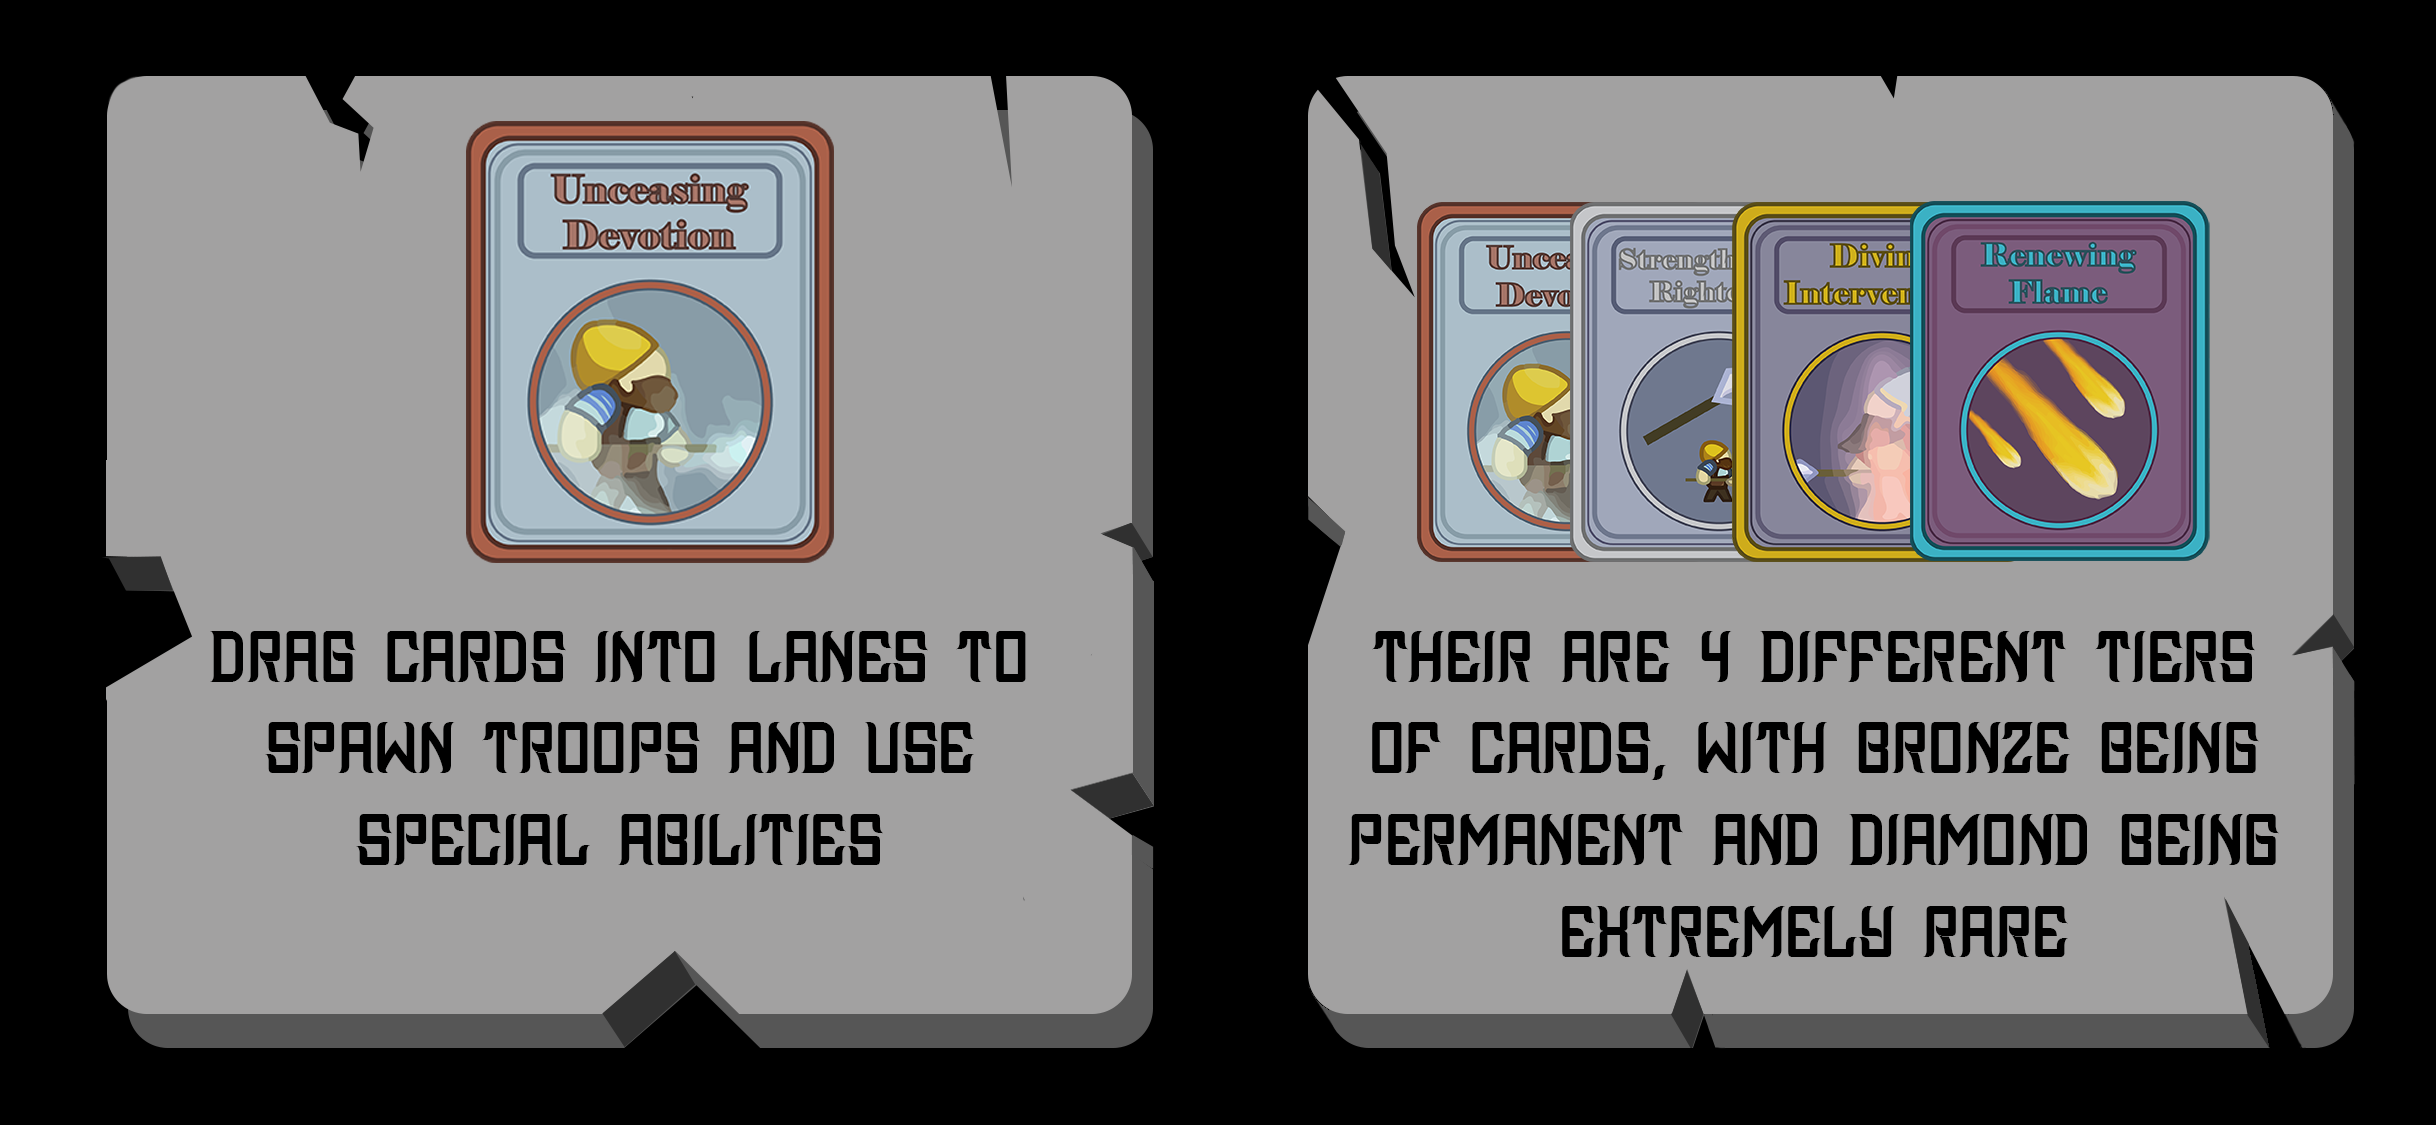 Unceasing
Devotion
DRAG CARDS INTO LANES TO
SPAWN TROOPS AND USE
SPECIAL ABILITIES
Renewing
Flame
THEIR ARE 4 DIFFERENT TIERS
OF CARDS, WITH BRONZE BEING
PERMANENT AND DIAMOND BEING
EXTREMELY RARE